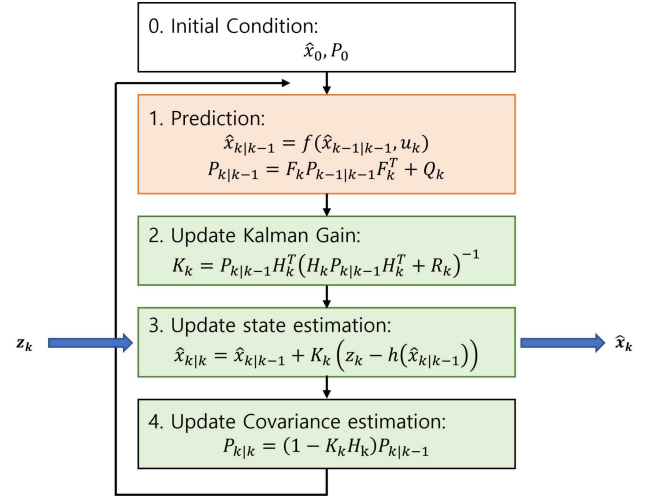 0. Initial Condition:
x̂₀, P₀
1. Prediction:
x̂ₖ|ₖ₋₁ = f(x̂ₖ₋₁|ₖ₋₁, uₖ)
Pₖ|ₖ₋₁ = FₖPₖ₋₁|ₖ₋₁Fₖᵀ + Qₖ
2. Update Kalman Gain:
Kₖ = Pₖ|ₖ₋₁Hₖᵀ(HₖPₖ|ₖ₋₁Hₖᵀ + Rₖ)⁻¹
zₖ
3. Update state estimation:
x̂ₖ|ₖ = x̂ₖ|ₖ₋₁ + Kₖ(zₖ − h(x̂ₖ|ₖ₋₁))
x̂ₖ
4. Update Covariance estimation:
Pₖ|ₖ = (1 − KₖHₖ)Pₖ|ₖ₋₁